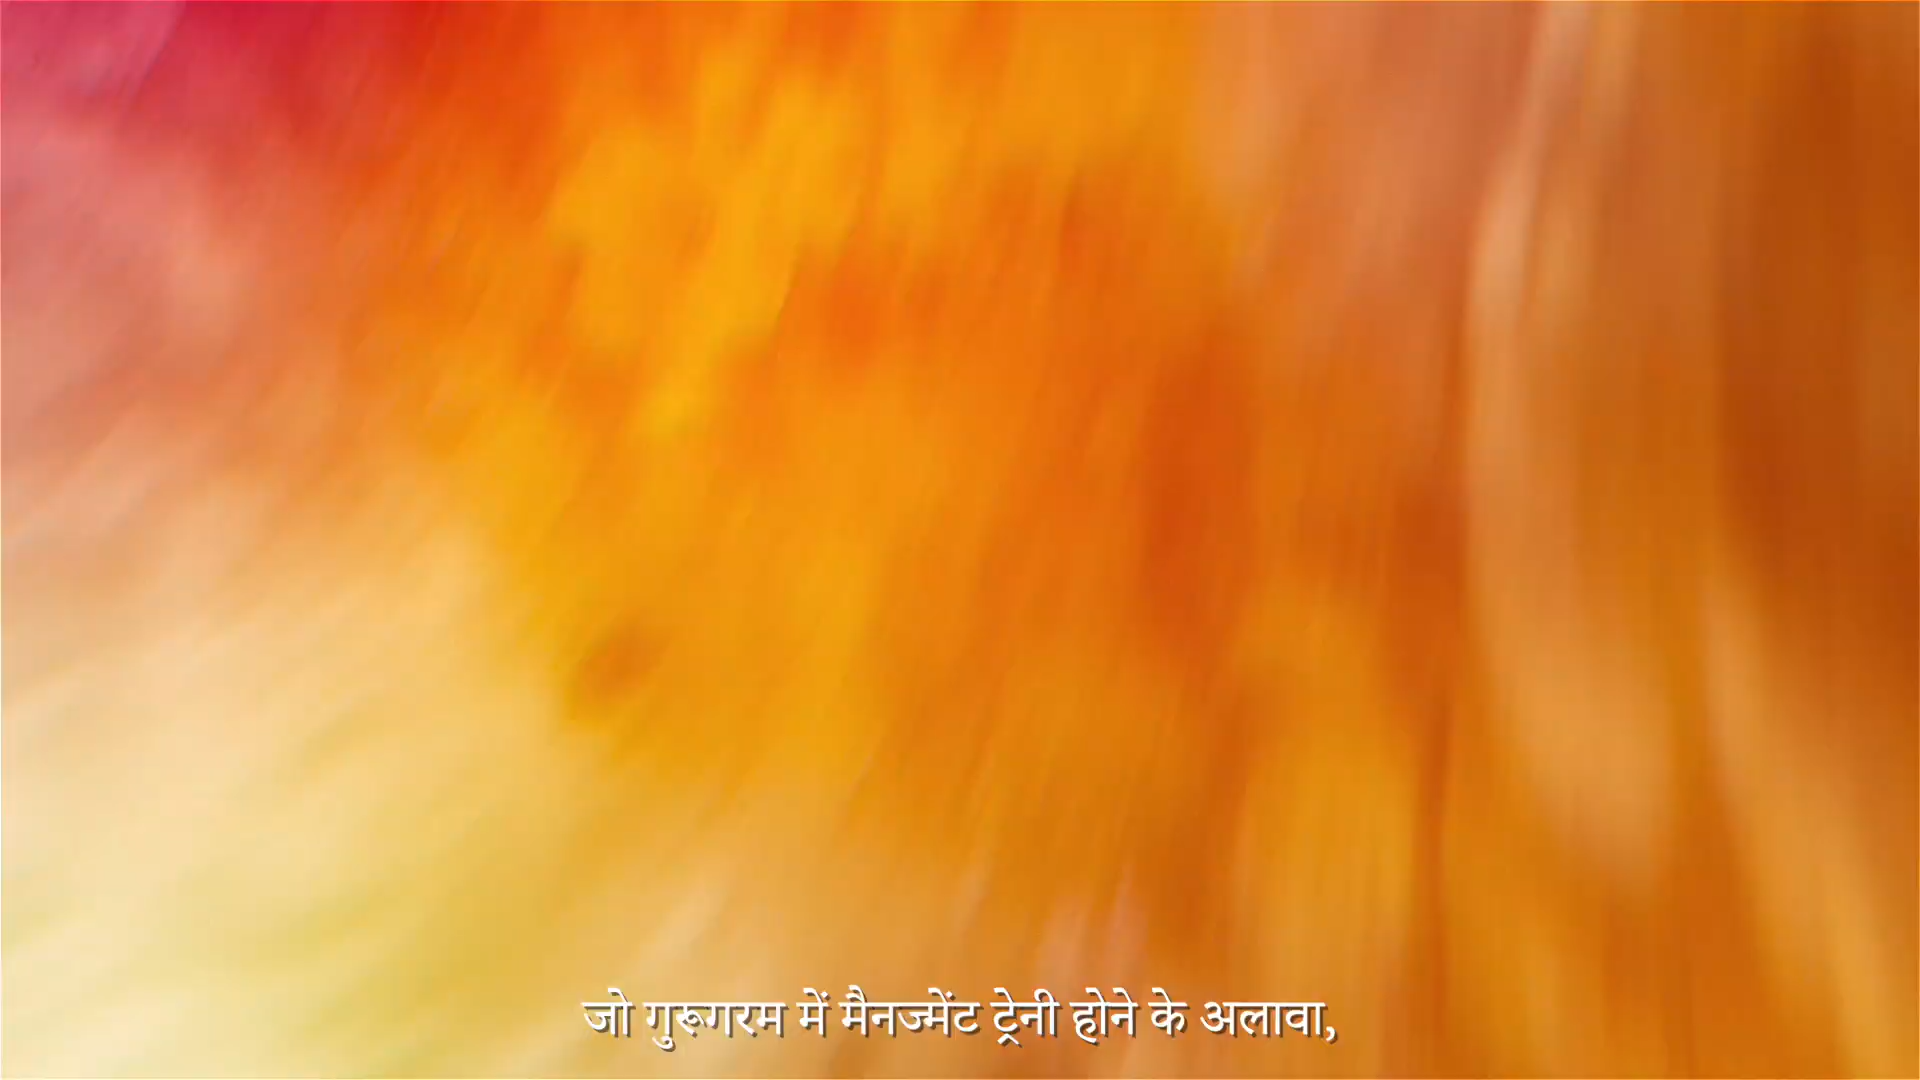 जो गुरूगरम में मैनज्मेंट ट्रेनी होने के अलावा,